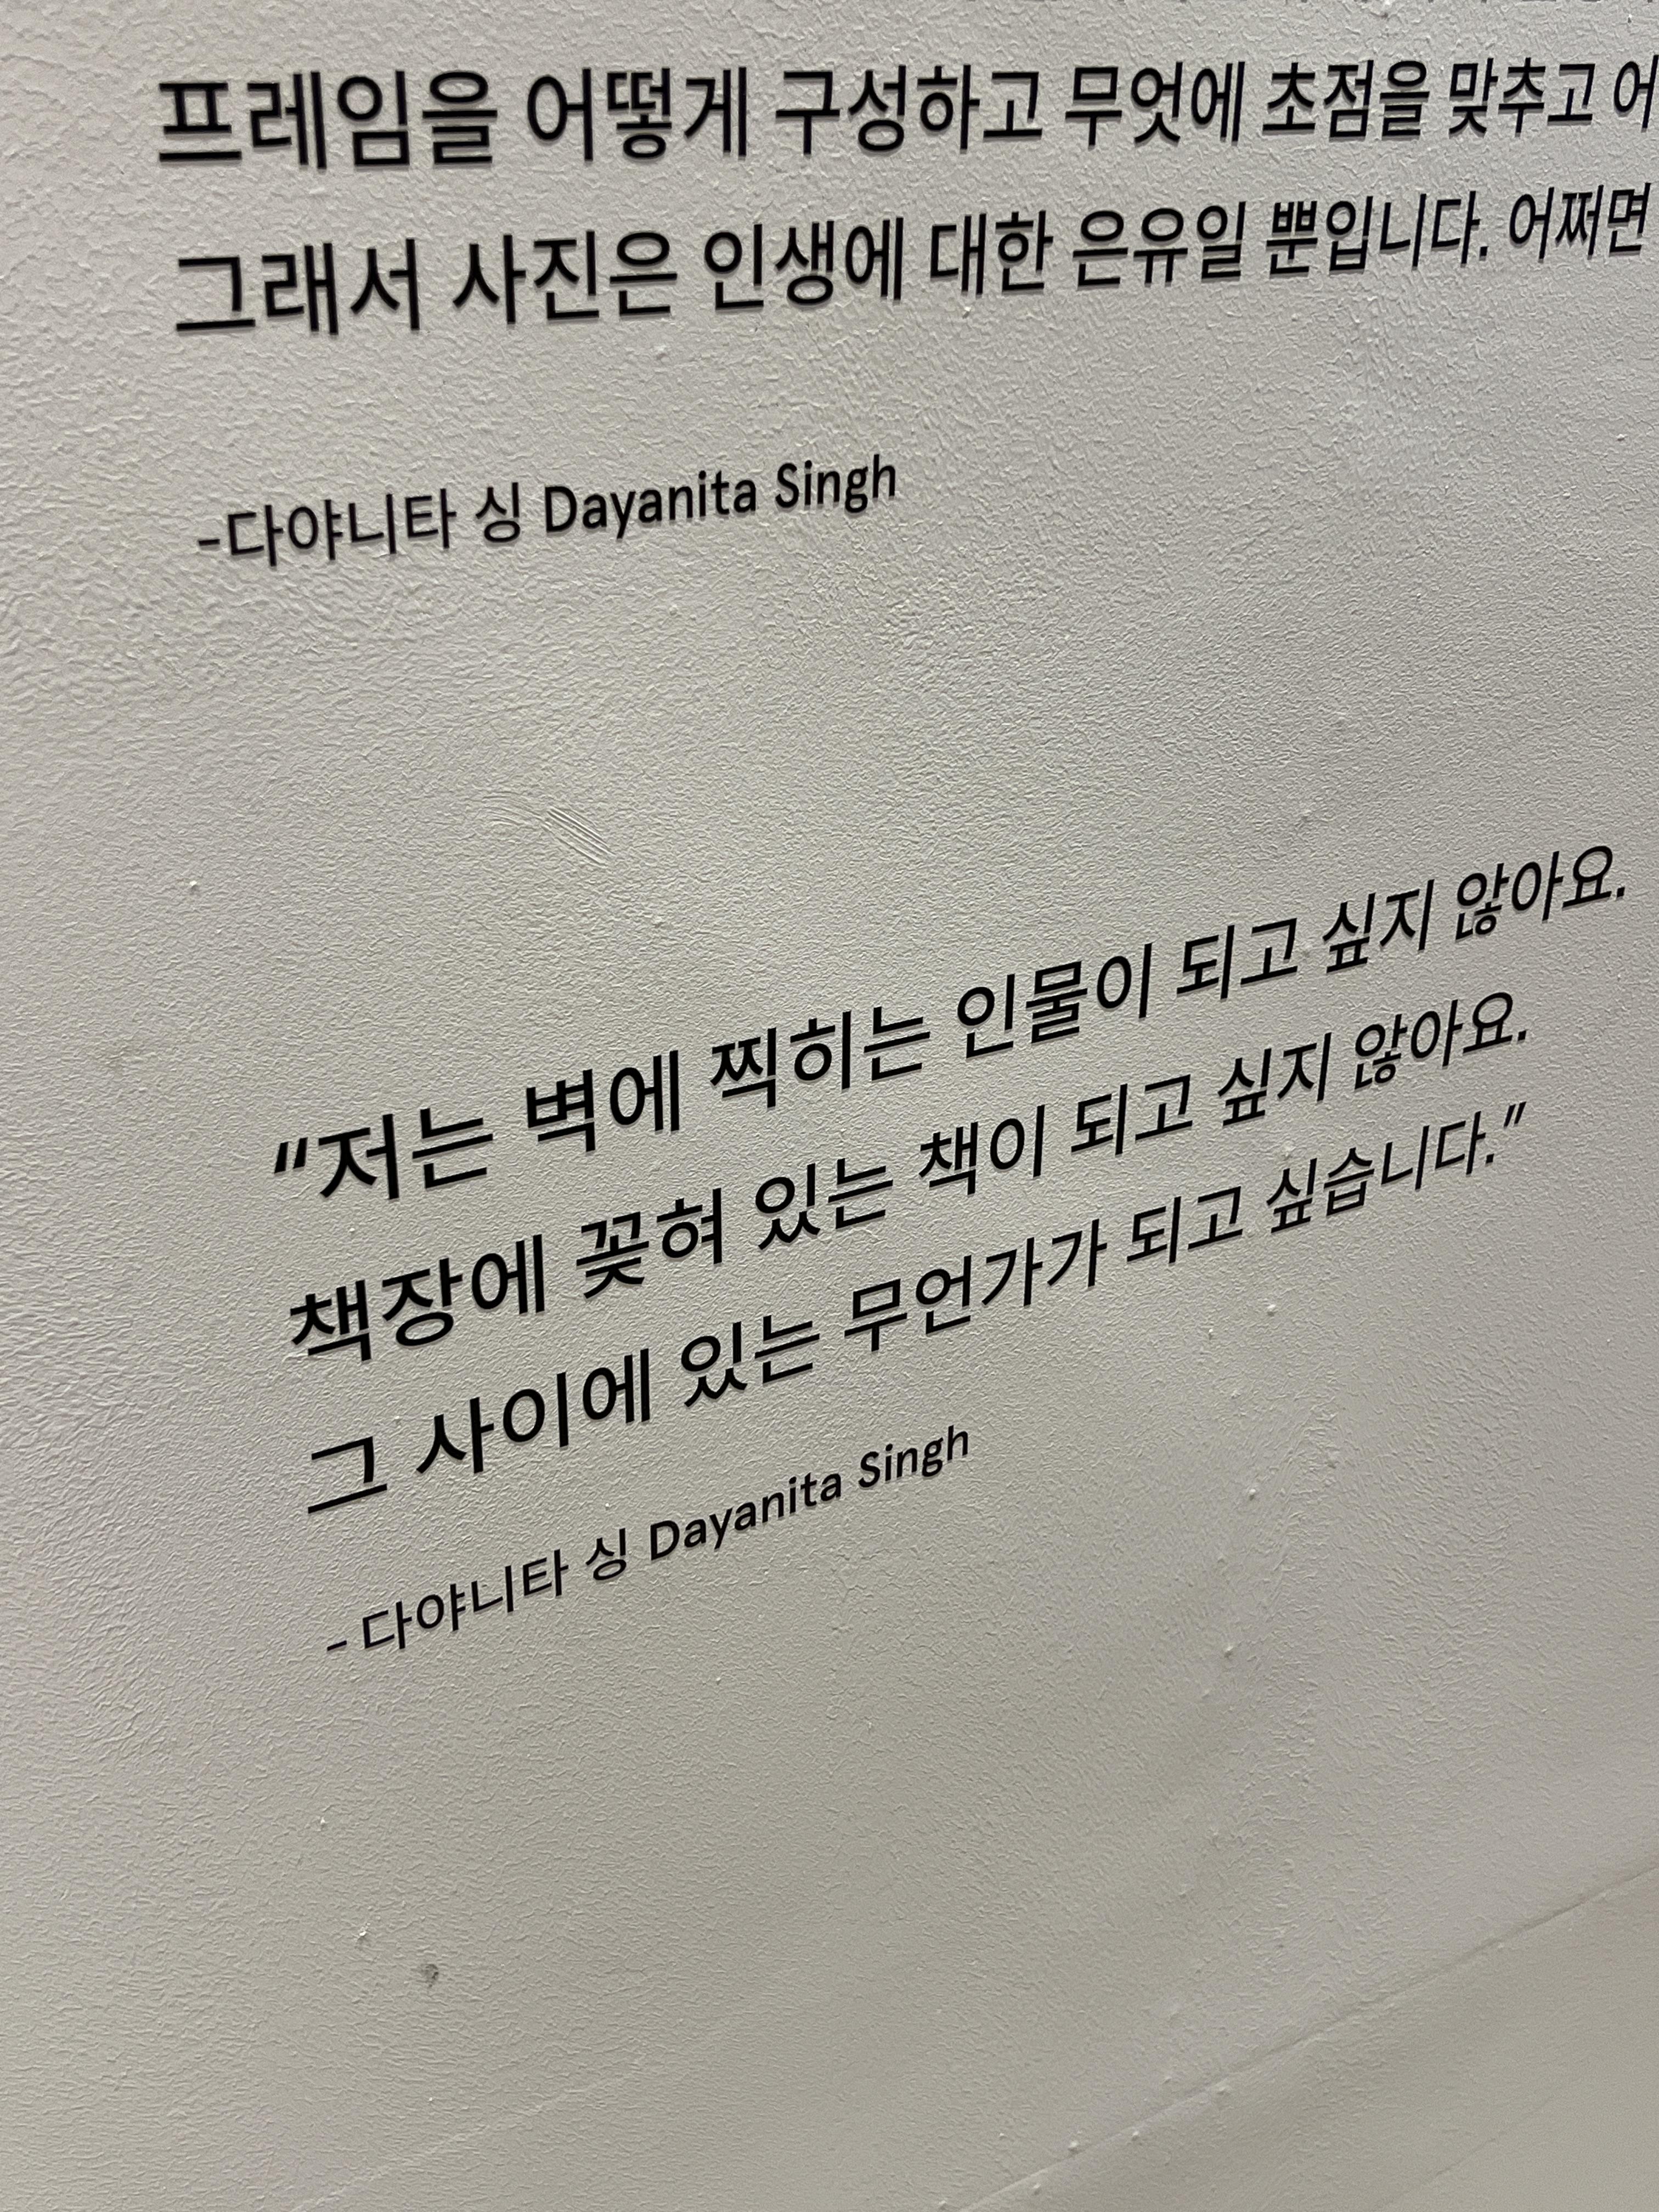 프레임을 어떻게 구성하고 무엇에 초점을 맞추고
그래서 사진은 인생에 대한 은유일 뿐입니다. 어쩌면
-다야니타 싱 Dayanita Singh
“저는 벽에 찍히는 인물이 되고 싶지 않아요.
책장에 꽂혀 있는 책이 되고 싶지 않아요.
그 사이에 있는 무언가가 되고 싶습니다.”
- 다야니타 싱 Dayanita Singh